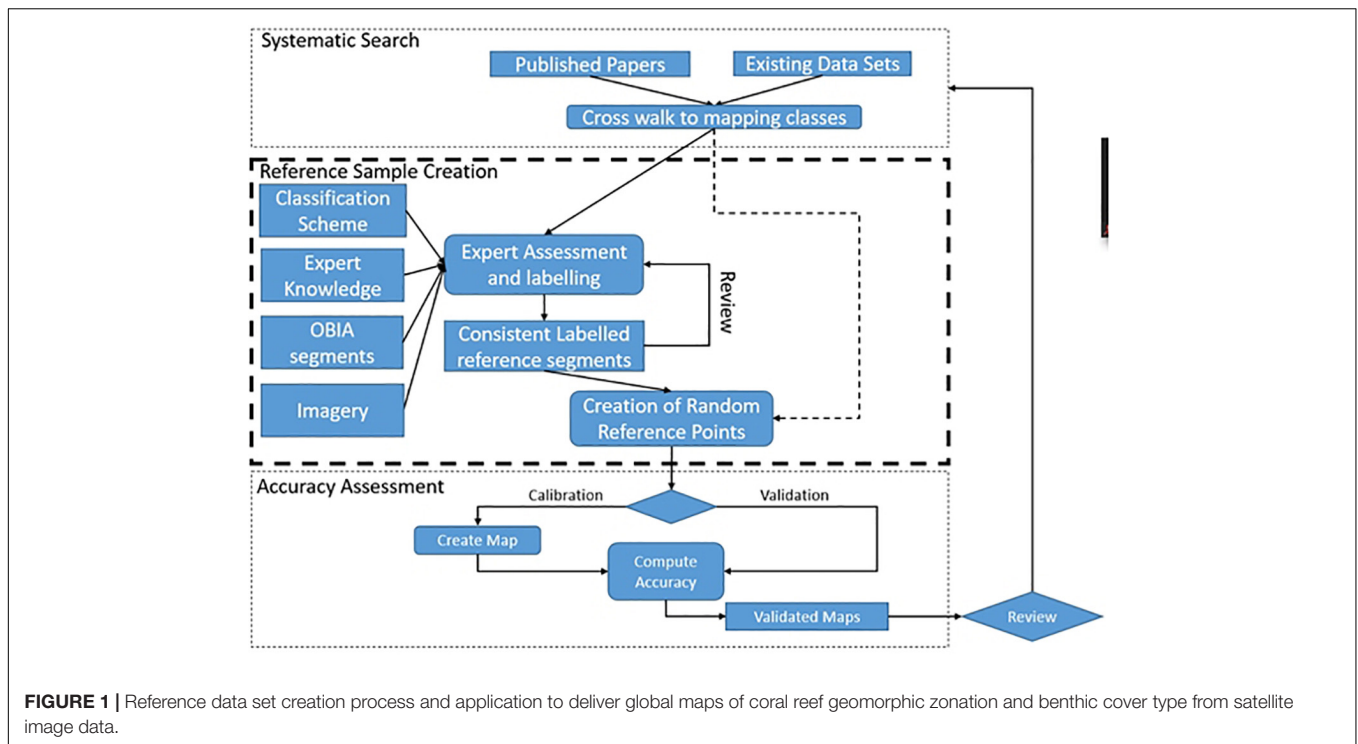 Systematic Search
Published Papers
Existing Data Sets
Cross walk to mapping classes
Reference Sample Creation
Classification
Scheme
Expert
Knowledge
OBIA
segments
Imagery
Expert Assessment
and labelling
Review
Consistent Labelled
reference segments
Creation of Random
Reference Points
Accuracy Assessment
Calibration
Validation
Create Map
Compute
Accuracy
Validated Maps
Review
FIGURE 1 | Reference data set creation process and application to deliver global maps of coral reef geomorphic zonation and benthic cover type from satellite
image data.